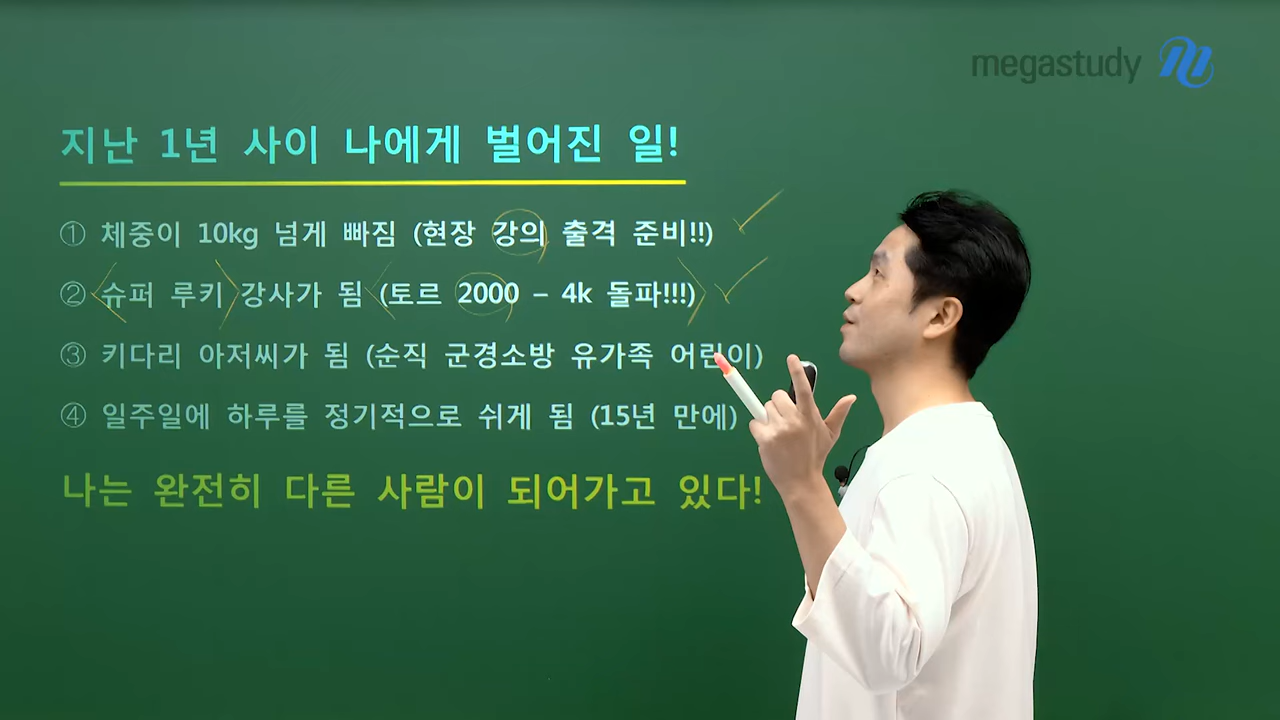 megastudy
지난 1년 사이 나에게 벌어진 일!
① 체중이 10kg 넘게 빠짐 (현장 강의 출격 준비!!)
② 슈퍼 루키 강사가 됨 (토르 2000 – 4k 돌파!!!)
③ 키다리 아저씨가 됨 (순직 군경소방 유가족 어린이)
④ 일주일에 하루를 정기적으로 쉬게 됨 (15년 만에)
나는 완전히 다른 사람이 되어가고 있다!